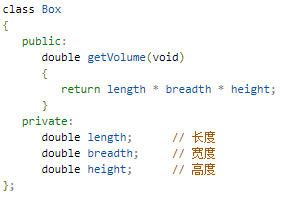 class Box
{
   public:
      double getVolume(void)
      {
         return length * breadth * height;
      }
   private:
      double length;      // 长度
      double breadth;     // 宽度
      double height;      // 高度
};